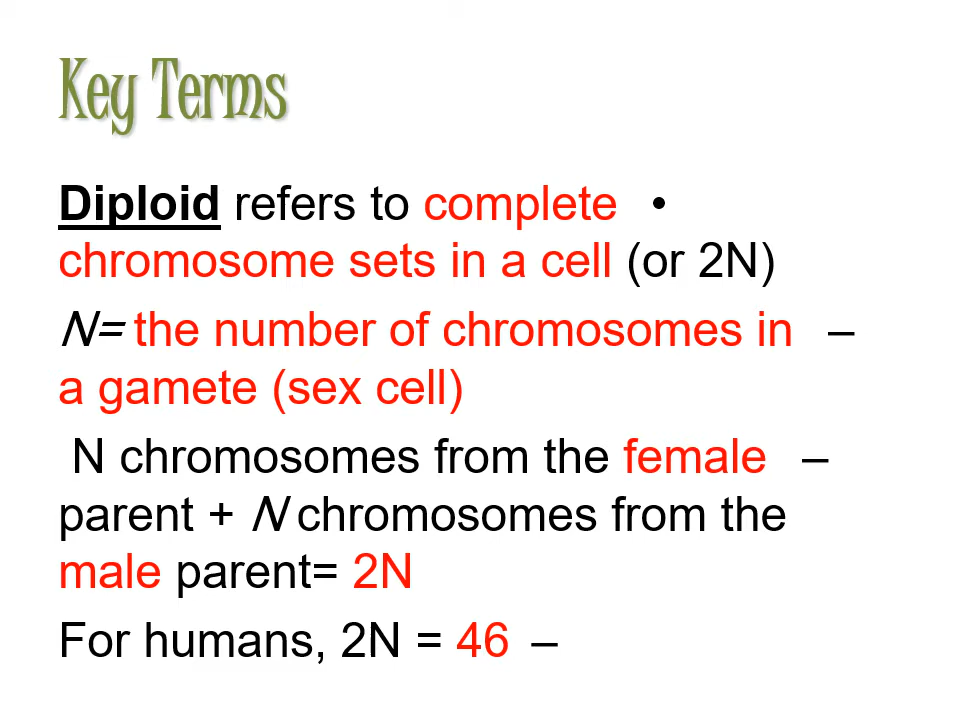 Key Terms
Diploid refers to complete •
chromosome sets in a cell (or 2N)
N= the number of chromosomes in –
a gamete (sex cell)
N chromosomes from the female –
parent + N chromosomes from the
male parent= 2N
For humans, 2N = 46 –